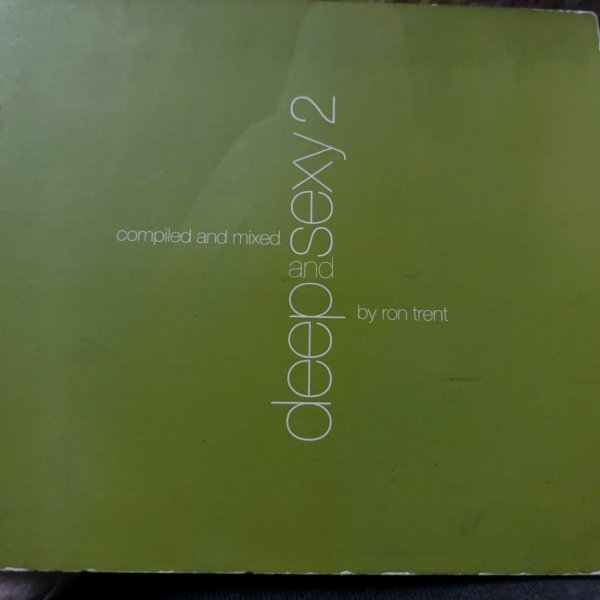 deep and sexy 2
compiled and mixed
by ron trent